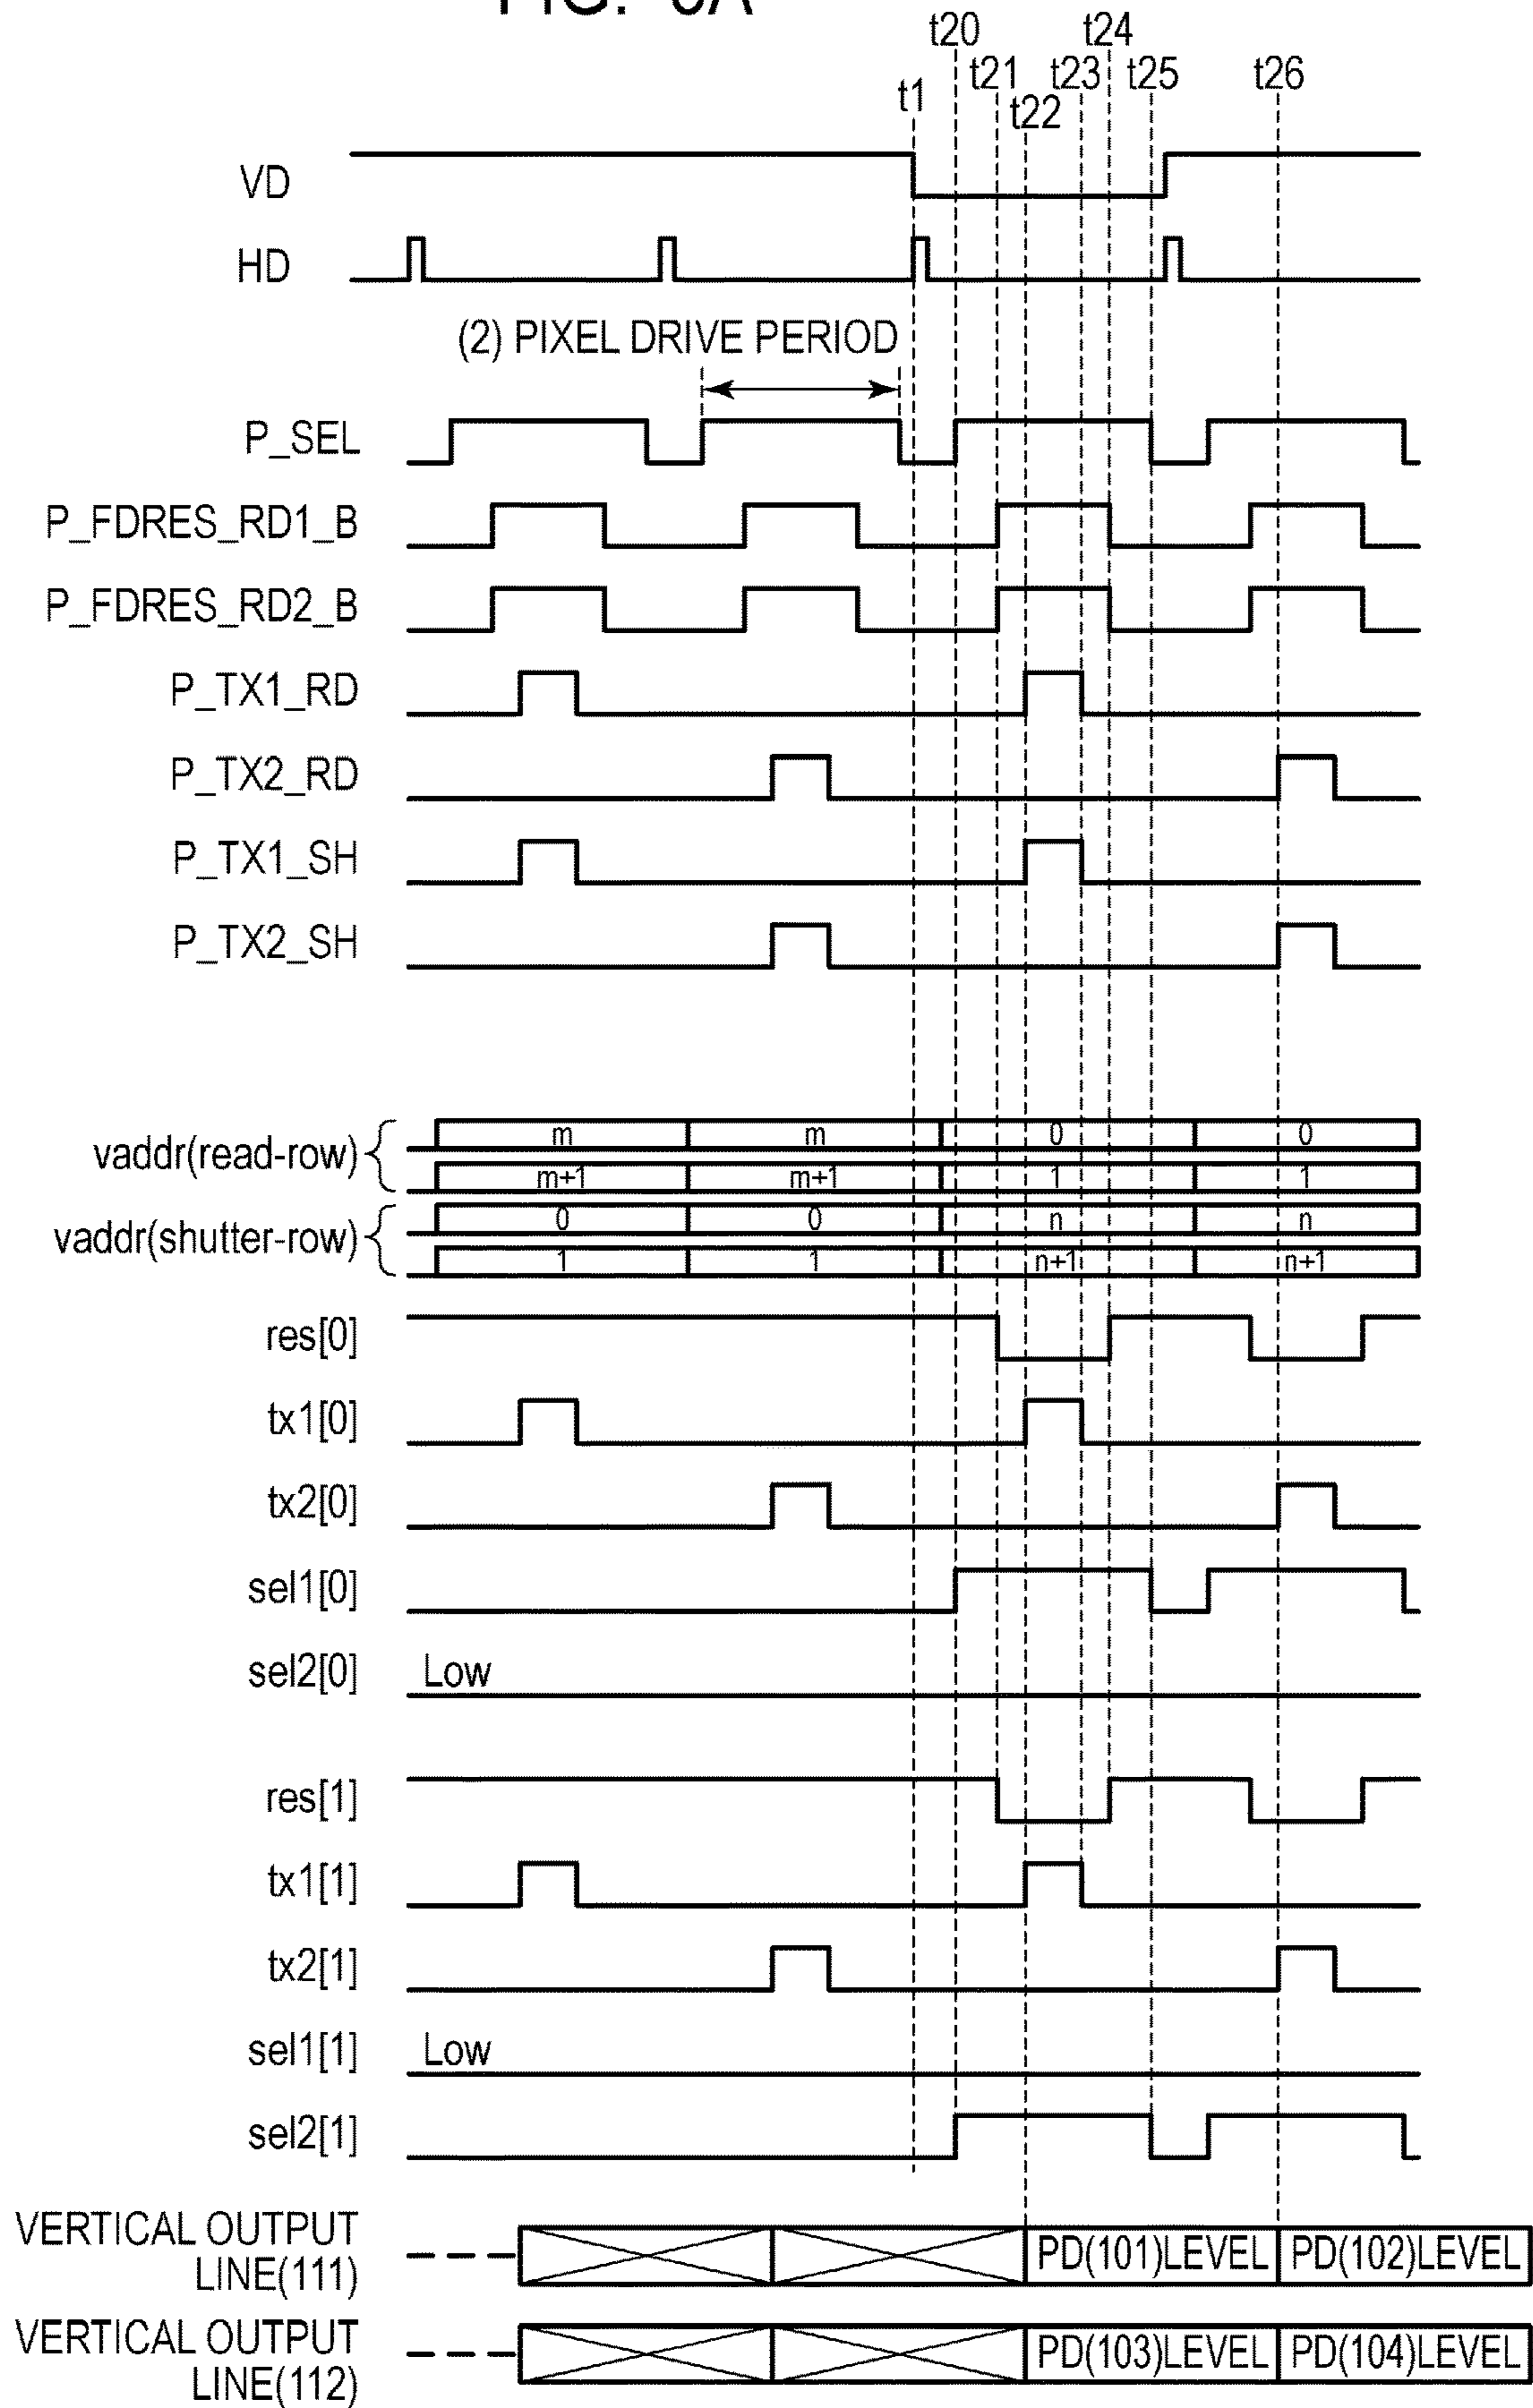 FIG. 6A
t20 t24
t21 t23 t25 t26
t1 t22
VD
HD
(2) PIXEL DRIVE PERIOD
P_SEL
P_FDRES_RD1_B
P_FDRES_RD2_B
P_TX1_RD
P_TX2_RD
P_TX1_SH
P_TX2_SH
vaddr(read-row)
m m 0 0
m+1 m+1 1 1
vaddr(shutter-row)
0 0 n n
1 1 n+1 n+1
res[0]
tx1[0]
tx2[0]
sel1[0]
sel2[0] Low
res[1]
tx1[1]
tx2[1]
sel1[1] Low
sel2[1]
VERTICAL OUTPUT
LINE(111)
PD(101)LEVEL PD(102)LEVEL
VERTICAL OUTPUT
LINE(112)
PD(103)LEVEL PD(104)LEVEL